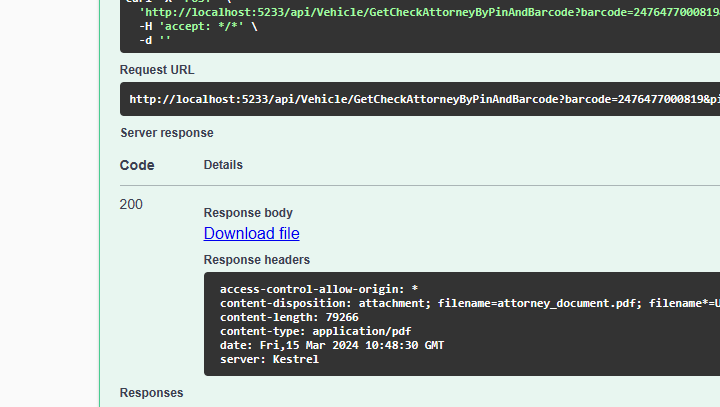 'http://localhost:5233/api/Vehicle/GetCheckAttorneyByPinAndBarcode?barcode=2476477000819
-H 'accept: */*' \
-d ''
Request URL
http://localhost:5233/api/Vehicle/GetCheckAttorneyByPinAndBarcode?barcode=2476477000819&pi
Server response
Code
Details
200
Response body
Download file
Response headers
access-control-allow-origin: *
content-disposition: attachment; filename=attorney_document.pdf; filename*=U
content-length: 79266
content-type: application/pdf
date: Fri,15 Mar 2024 10:48:30 GMT
server: Kestrel
Responses